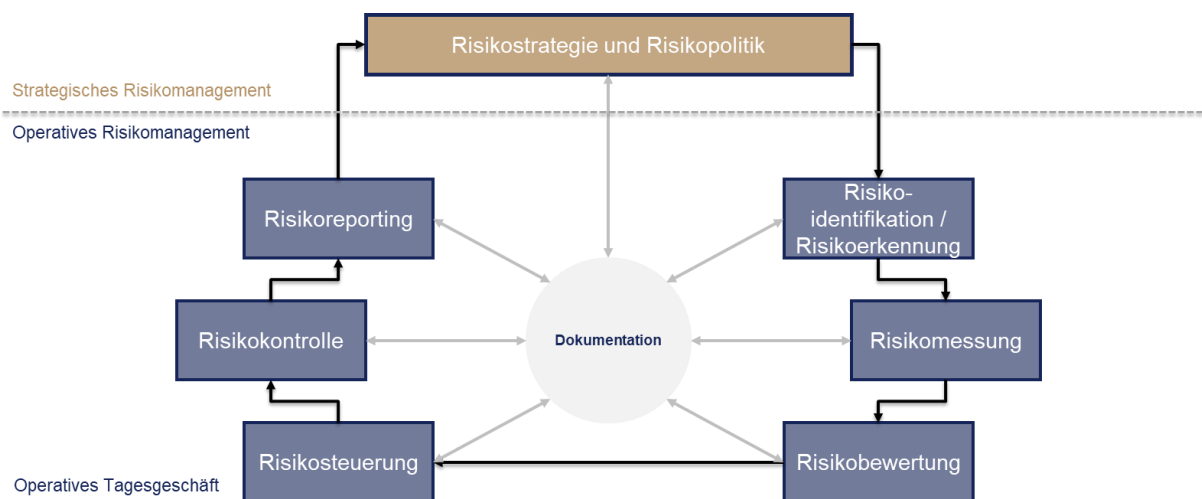 Risikostrategie und Risikopolitik
Strategisches Risikomanagement
Operatives Risikomanagement
Risikoreporting
Risiko-
identifikation /
Risikoerkennung
Risikokontrolle
Dokumentation
Risikomessung
Risikosteuerung
Risikobewertung
Operatives Tagesgeschäft